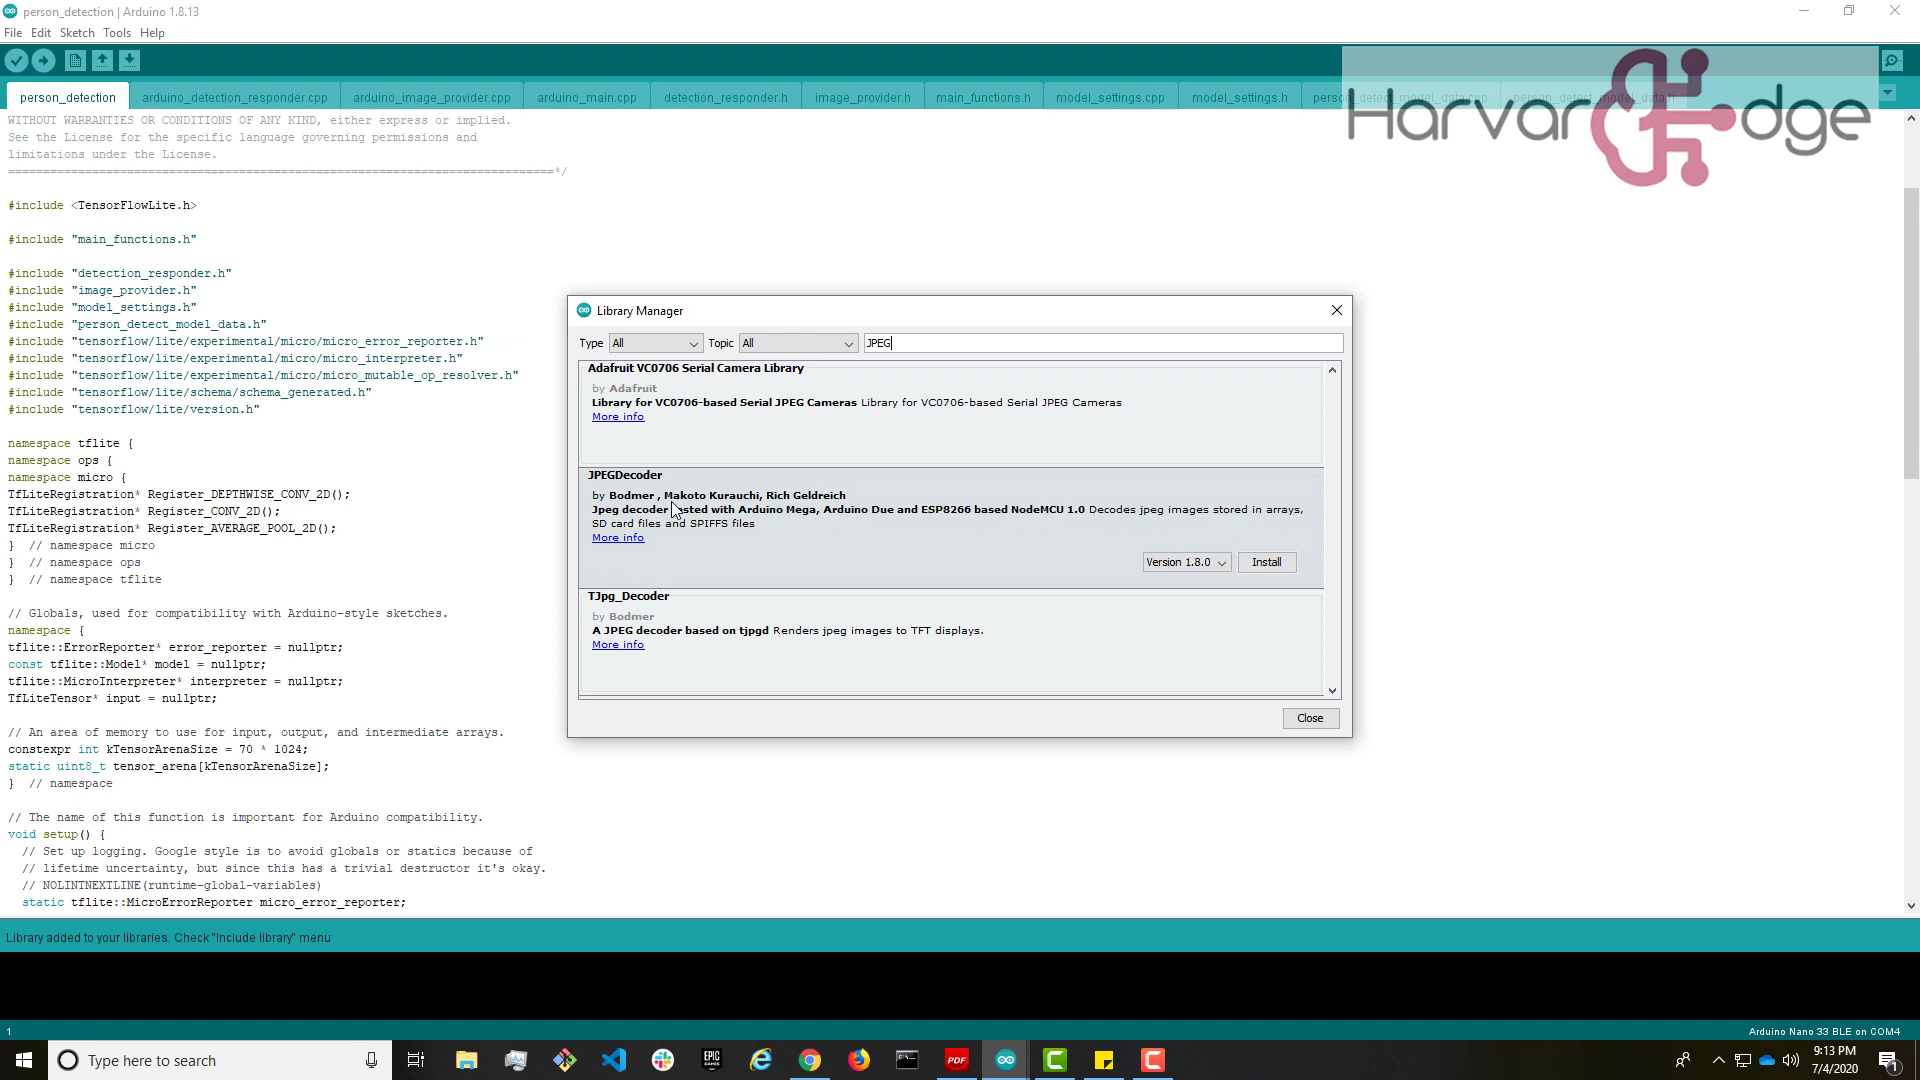 person_detection | Arduino 1.8.13
File Edit Sketch Tools Help
person_detection arduino_detection_responder.cpp arduino_image_provider.cpp arduino_main.cpp detection_responder.h image_provider.h main_functions.h model_settings.cpp model_settings.h person_detect_model_data.cpp person_detect_model_data.h
Harvard Edge
WITHOUT WARRANTIES OR CONDITIONS OF ANY KIND, either express or implied.
See the License for the specific language governing permissions and
limitations under the License.
==============================================================================*/
#include <TensorFlowLite.h>
#include "main_functions.h"
#include "detection_responder.h"
#include "image_provider.h"
#include "model_settings.h"
#include "person_detect_model_data.h"
#include "tensorflow/lite/experimental/micro/micro_error_reporter.h"
#include "tensorflow/lite/experimental/micro/micro_interpreter.h"
#include "tensorflow/lite/experimental/micro/micro_mutable_op_resolver.h"
#include "tensorflow/lite/schema/schema_generated.h"
#include "tensorflow/lite/version.h"
namespace tflite {
namespace ops {
namespace micro {
TfLiteRegistration* Register_DEPTHWISE_CONV_2D();
TfLiteRegistration* Register_CONV_2D();
TfLiteRegistration* Register_AVERAGE_POOL_2D();
}  // namespace micro
}  // namespace ops
}  // namespace tflite
// Globals, used for compatibility with Arduino-style sketches.
namespace {
tflite::ErrorReporter* error_reporter = nullptr;
const tflite::Model* model = nullptr;
tflite::MicroInterpreter* interpreter = nullptr;
TfLiteTensor* input = nullptr;
// An area of memory to use for input, output, and intermediate arrays.
constexpr int kTensorArenaSize = 70 * 1024;
static uint8_t tensor_arena[kTensorArenaSize];
}  // namespace
// The name of this function is important for Arduino compatibility.
void setup() {
// Set up logging. Google style is to avoid globals or statics because of
// lifetime uncertainty, but since this has a trivial destructor it's okay.
// NOLINTNEXTLINE(runtime-global-variables)
static tflite::MicroErrorReporter micro_error_reporter;
Library Manager
Type All Topic All JPEG
Adafruit VC0706 Serial Camera Library
by Adafruit
Library for VC0706-based Serial JPEG Cameras Library for VC0706-based Serial JPEG Cameras
More info
JPEGDecoder
by Bodmer , Makoto Kurauchi, Rich Geldreich
Jpeg decoder tested with Arduino Mega, Arduino Due and ESP8266 based NodeMCU 1.0 Decodes jpeg images stored in arrays,
SD card files and SPIFFS files
More info
Version 1.8.0 Install
TJpg_Decoder
by Bodmer
A JPEG decoder based on tjpgd Renders jpeg images to TFT displays.
More info
Close
Library added to your libraries. Check "Include library" menu
1 Arduino Nano 33 BLE on COM4
Type here to search
EPIC GAMES
PDF
9:13 PM
7/4/2020
1